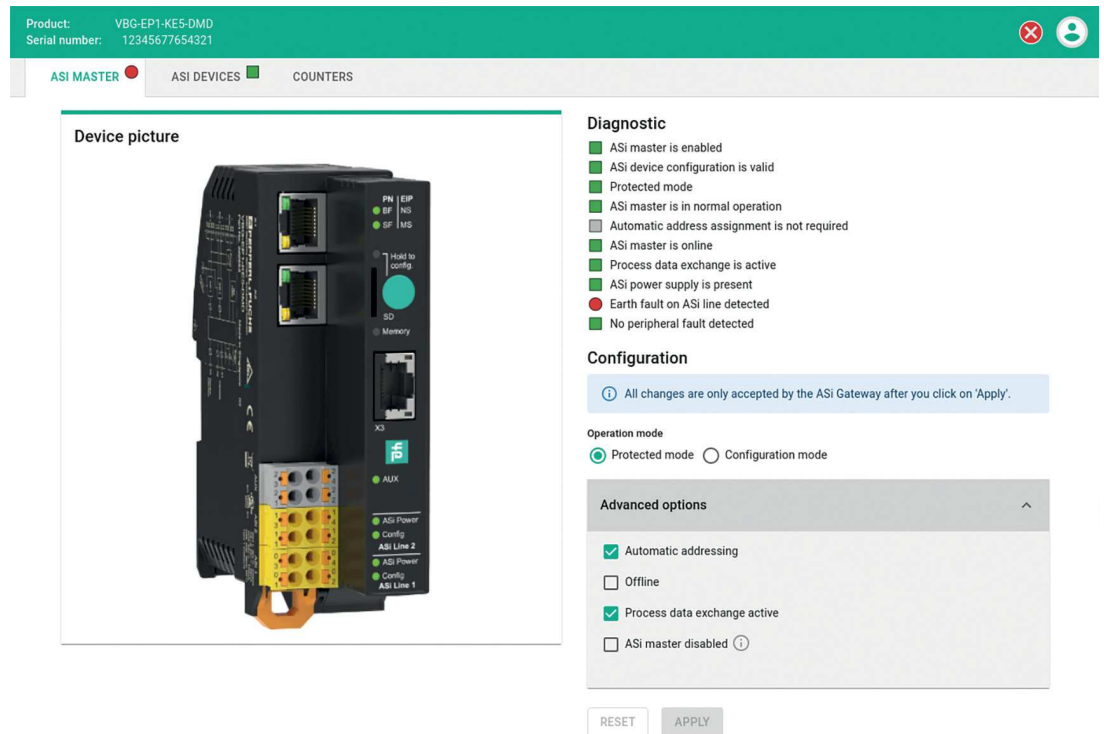 Product: VBG-EP1-KE5-DMD
Serial number: 12345677654321
ASI MASTER
ASI DEVICES
COUNTERS
Device picture
PN EIP
BF NS
SF MS
Hold to
config.
SD
Memory
X3
AUX
ASi Power
Config
ASi Line 2
ASi Power
Config
ASi Line 1
PEPPERL+FUCHS
Diagnostic
ASi master is enabled
ASi device configuration is valid
Protected mode
ASi master is in normal operation
Automatic address assignment is not required
ASi master is online
Process data exchange is active
ASi power supply is present
Earth fault on ASi line detected
No peripheral fault detected
Configuration
All changes are only accepted by the ASi Gateway after you click on 'Apply'.
Operation mode
Protected mode
Configuration mode
Advanced options
Automatic addressing
Offline
Process data exchange active
ASi master disabled
RESET
APPLY